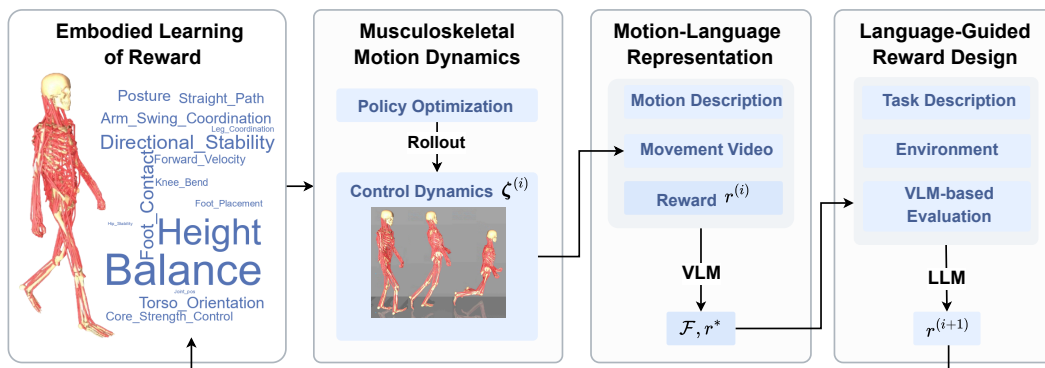 Embodied Learning
of Reward
Posture
Straight_Path
Arm_Swing_Coordination
Leg_Coordination
Directional_Stability
Forward_Velocity
Foot_Contact
Knee_Bend
Foot_Placement
Hip_Stability
Height
Balance
Joint_pos
Torso_Orientation
Core_Strength_Control
Musculoskeletal
Motion Dynamics
Policy Optimization
Rollout
Control Dynamics ζ^(i)
Motion-Language
Representation
Motion Description
Movement Video
Reward r^(i)
VLM
ℱ, r*
Language-Guided
Reward Design
Task Description
Environment
VLM-based
Evaluation
LLM
r^(i+1)